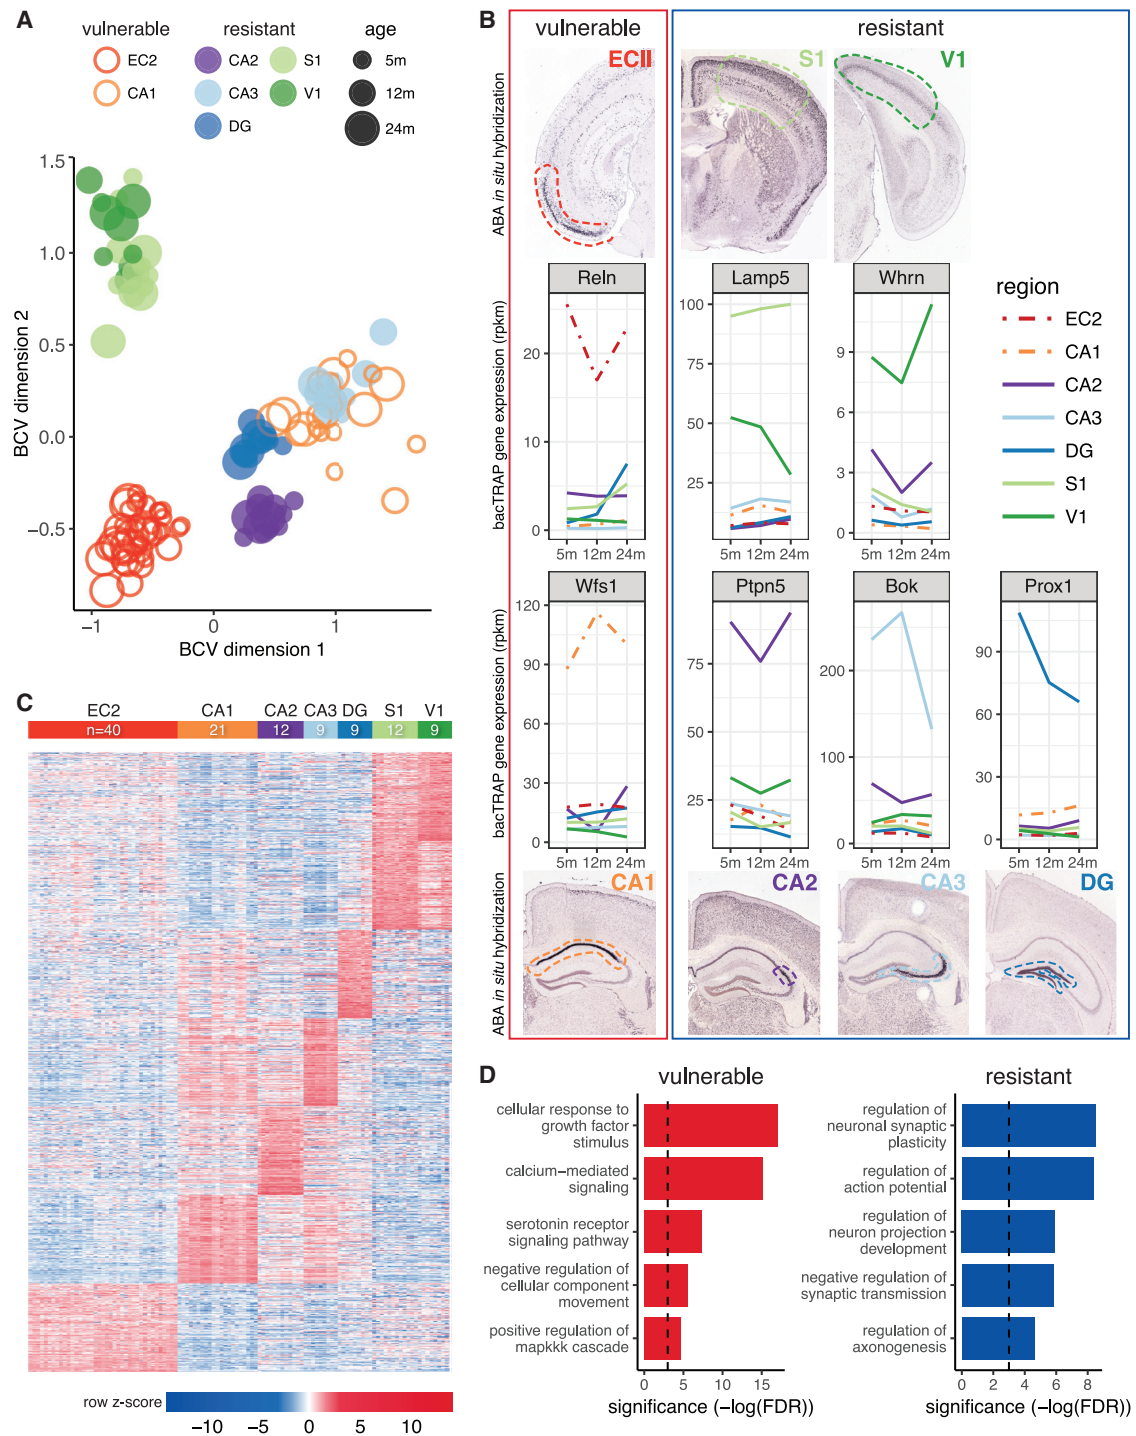 A
vulnerable
resistant
age
EC2
CA1
CA2
CA3
DG
S1
V1
5m
12m
24m
1.5
1.0
0.5
0.0
−0.5
−1
0
1
BCV dimension 2
BCV dimension 1
B
vulnerable
resistant
ECII
S1
V1
ABA in situ hybridization
Reln
Lamp5
Whrn
bacTRAP gene expression (rpkm)
20
10
0
100
75
50
25
9
6
3
0
5m 12m 24m
5m 12m 24m
5m 12m 24m
region
EC2
CA1
CA2
CA3
DG
S1
V1
Wfs1
Ptpn5
Bok
Prox1
bacTRAP gene expression (rpkm)
120
90
60
30
0
75
50
25
200
100
0
90
60
30
0
5m 12m 24m
5m 12m 24m
5m 12m 24m
5m 12m 24m
CA1
CA2
CA3
DG
ABA in situ hybridization
C
EC2 CA1 CA2 CA3 DG S1 V1
n=40 21 12 9 9 12 9
row z-score
−10 −5 0 5 10
D
vulnerable
cellular response to
growth factor
stimulus
calcium−mediated
signaling
serotonin receptor
signaling pathway
negative regulation of
cellular component
movement
positive regulation of
mapkkk cascade
0 5 10 15
significance (−log(FDR))
resistant
regulation of
neuronal synaptic
plasticity
regulation of
action potential
regulation of
neuron projection
development
negative regulation of
synaptic transmission
regulation of
axonogenesis
0 2 4 6 8
significance (−log(FDR))